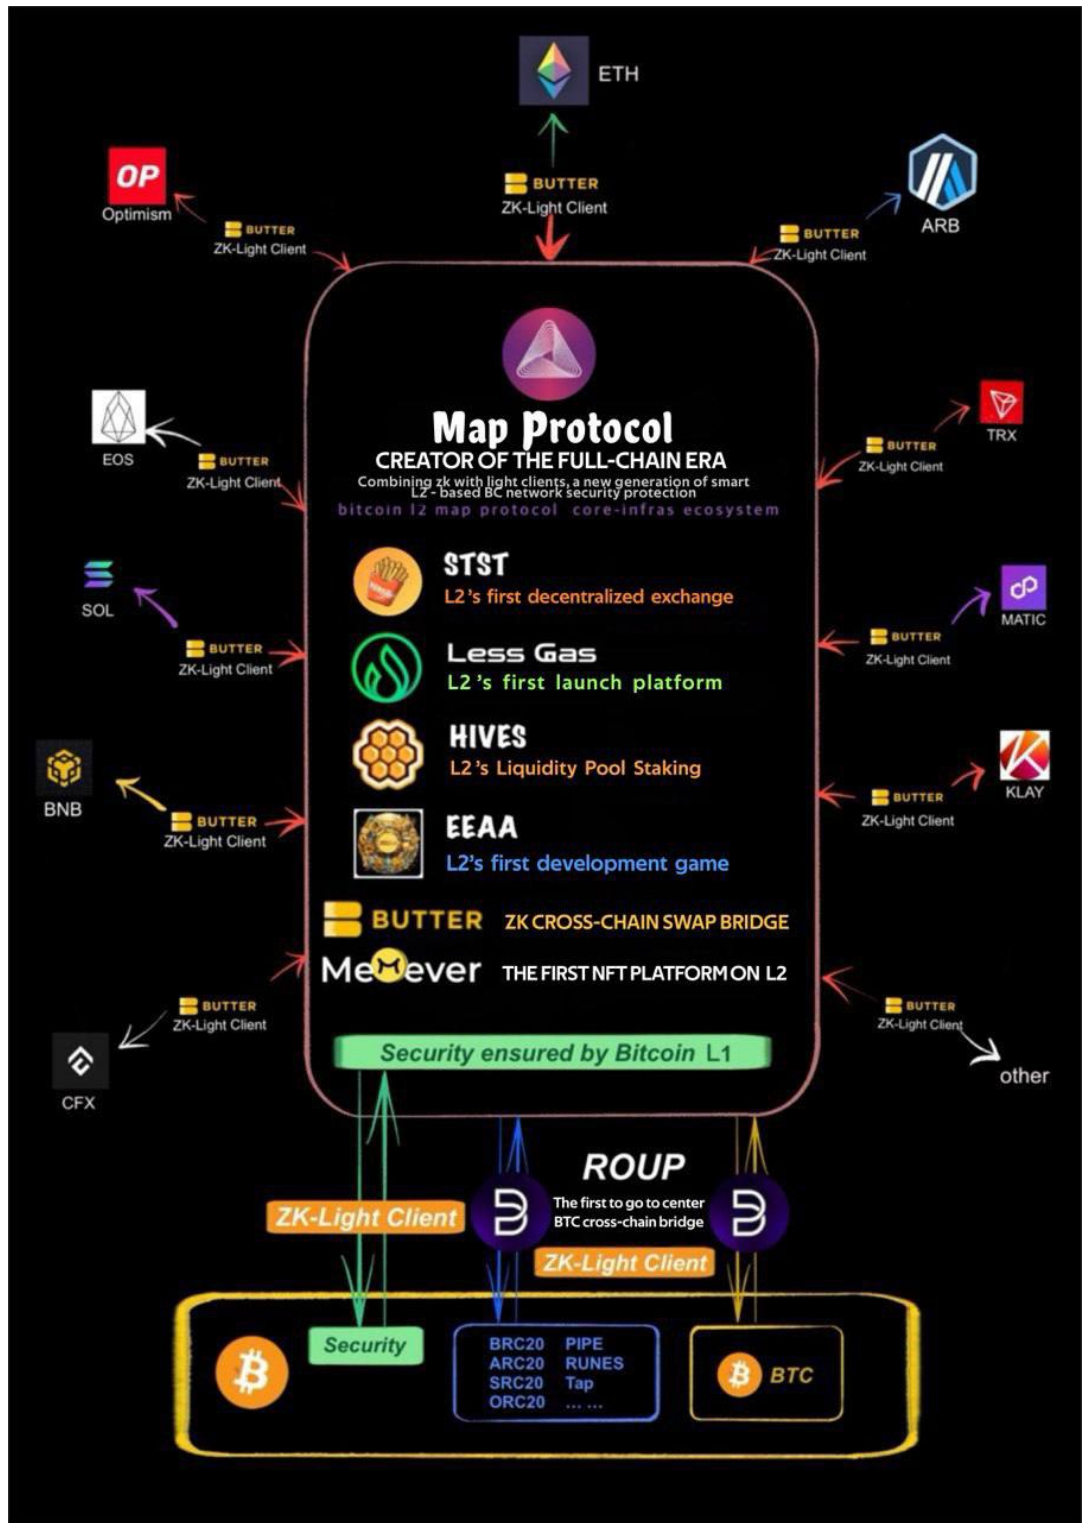 ETH
BUTTER
ZK-Light Client
OP
Optimism
BUTTER
ZK-Light Client
ARB
BUTTER
ZK-Light Client
Map Protocol
CREATOR OF THE FULL-CHAIN ERA
Combining zk with light clients, a new generation of smart
L2 - based BC network security protection
bitcoin l2 map protocol core-infras ecosystem
EOS
BUTTER
ZK-Light Client
TRX
BUTTER
ZK-Light Client
STST
L2's first decentralized exchange
SOL
BUTTER
ZK-Light Client
MATIC
BUTTER
ZK-Light Client
Less Gas
L2 's first launch platform
HIVES
L2's Liquidity Pool Staking
BNB
BUTTER
ZK-Light Client
KLAY
BUTTER
ZK-Light Client
EEAA
L2's first development game
BUTTER ZK CROSS-CHAIN SWAP BRIDGE
MeMever THE FIRST NFT PLATFORM ON L2
BUTTER
ZK-Light Client
CFX
BUTTER
ZK-Light Client
other
Security ensured by Bitcoin L1
ROUP
The first to go to center
BTC cross-chain bridge
ZK-Light Client
ZK-Light Client
Security
BRC20 PIPE
ARC20 RUNES
SRC20 Tap
ORC20 ... ...
BTC